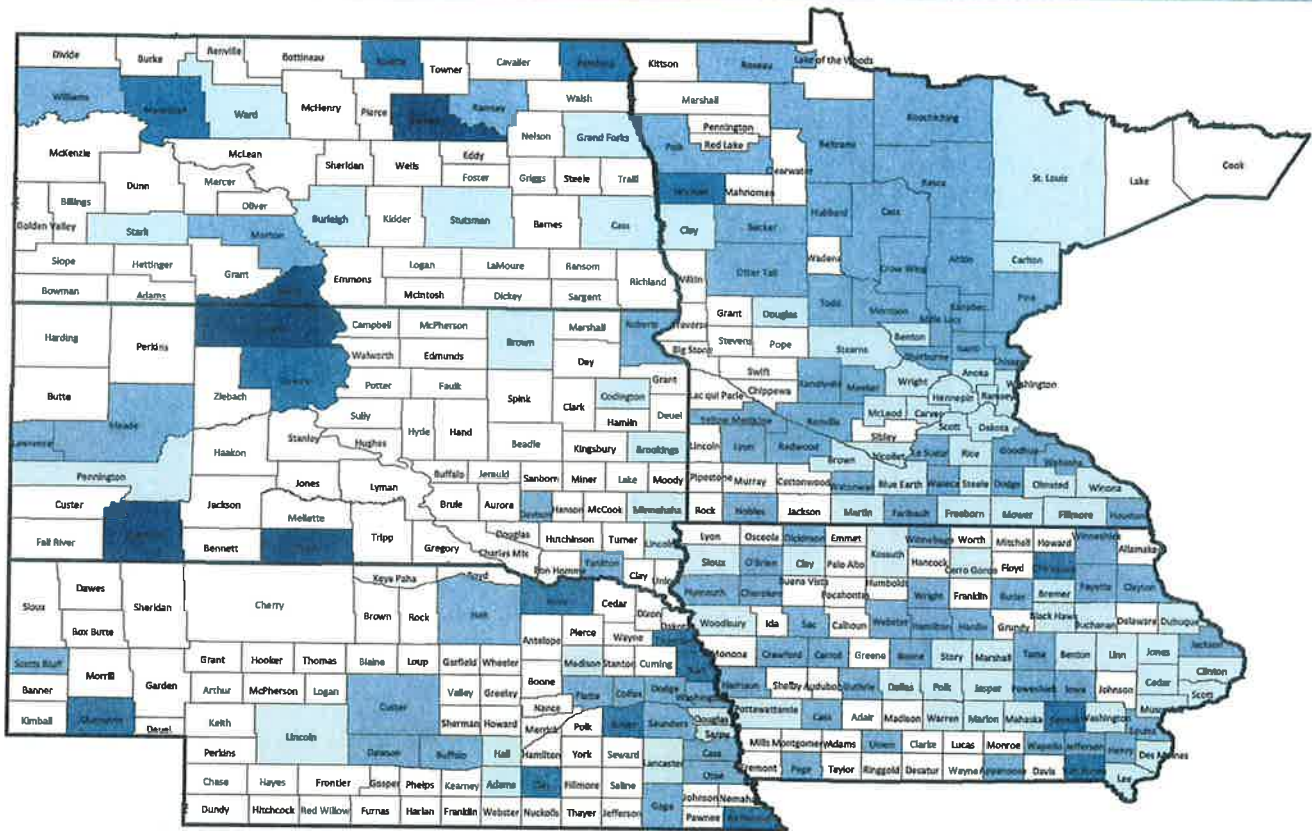 Divide
Burke
Renville
Bottineau
Rolette
Towner
Cavalier
Pembina
Kittson
Roseau
Lake of the Woods
Williams
Mountrail
Ward
McHenry
Pierce
Benson
Ramsey
Walsh
Marshall
Koochiching
Nelson
Grand Forks
Polk
Pennington
Red Lake
Beltrami
McKenzie
McLean
Sheridan
Wells
Eddy
Foster
Griggs
Steele
Traill
Clearwater
Itasca
St. Louis
Lake
Cook
Dunn
Mercer
Oliver
Norman
Mahnomen
Billings
Golden Valley
Stark
Morton
Burleigh
Kidder
Stutsman
Barnes
Cass
Clay
Becker
Hubbard
Cass
Slope
Hettinger
Grant
Emmons
Logan
LaMoure
Ransom
Richland
Wilkin
Otter Tail
Wadena
Crow Wing
Aitkin
Carlton
Bowman
Adams
McIntosh
Dickey
Sargent
Todd
Morrison
Mille Lacs
Kanabec
Pine
Harding
Perkins
Campbell
McPherson
Brown
Marshall
Roberts
Traverse
Grant
Douglas
Walworth
Edmunds
Day
Big Stone
Stevens
Pope
Stearns
Benton
Sherburne
Isanti
Chisago
Butte
Ziebach
Dewey
Potter
Faulk
Spink
Clark
Codington
Grant
Deuel
Hamlin
Swift
Lac qui Parle
Chippewa
Kandiyohi
Meeker
Wright
Anoka
Washington
Hennepin
Ramsey
Lawrence
Meade
Sully
Hyde
Hand
Beadle
Kingsbury
Brookings
Yellow Medicine
Renville
McLeod
Carver
Scott
Dakota
Sibley
Haakon
Stanley
Hughes
Lincoln
Lyon
Redwood
Brown
Nicollet
Le Sueur
Rice
Goodhue
Wabasha
Pennington
Custer
Jackson
Jones
Lyman
Buffalo
Jerauld
Sanborn
Miner
Lake
Moody
Pipestone
Murray
Cottonwood
Watonwan
Blue Earth
Waseca
Steele
Dodge
Olmsted
Winona
Mellette
Brule
Aurora
Davison
Hanson
McCook
Minnehaha
Rock
Nobles
Jackson
Martin
Faribault
Freeborn
Mower
Fillmore
Houston
Fall River
Bennett
Todd
Tripp
Gregory
Douglas
Charles Mix
Hutchinson
Turner
Lincoln
Bon Homme
Yankton
Clay
Lyon
Osceola
Dickinson
Emmet
Winnebago
Worth
Mitchell
Howard
Winneshiek
Sioux
O'Brien
Clay
Palo Alto
Kossuth
Hancock
Cerro Gordo
Floyd
Chickasaw
Sioux
Dawes
Box Butte
Sheridan
Cherry
Keya Paha
Boyd
Brown
Rock
Holt
Knox
Cedar
Dixon
Dakota
Plymouth
Cherokee
Buena Vista
Pocahontas
Humboldt
Wright
Franklin
Butler
Bremer
Fayette
Clayton
Antelope
Pierce
Wayne
Woodbury
Ida
Sac
Calhoun
Webster
Hamilton
Hardin
Grundy
Black Hawk
Buchanan
Delaware
Dubuque
Scotts Bluff
Banner
Morrill
Garden
Grant
Hooker
Thomas
Blaine
Loup
Garfield
Wheeler
Madison
Stanton
Cuming
Monona
Crawford
Carroll
Greene
Boone
Story
Marshall
Tama
Benton
Linn
Jones
Jackson
Kimball
Deuel
Arthur
McPherson
Logan
Custer
Valley
Greeley
Boone
Nance
Platte
Colfax
Dodge
Washington
Harrison
Shelby
Audubon
Guthrie
Dallas
Polk
Jasper
Poweshiek
Iowa
Johnson
Cedar
Clinton
Scott
Keith
Lincoln
Sherman
Howard
Merrick
Polk
Butler
Saunders
Douglas
Sarpy
Pottawattamie
Cass
Adair
Madison
Warren
Marion
Mahaska
Keokuk
Washington
Louisa
Perkins
Dawson
Buffalo
Hall
Hamilton
York
Seward
Lancaster
Cass
Otoe
Mills
Montgomery
Adams
Union
Clarke
Lucas
Monroe
Wapello
Jefferson
Henry
Des Moines
Chase
Hayes
Frontier
Gosper
Phelps
Kearney
Adams
Clay
Fillmore
Saline
Fremont
Page
Taylor
Ringgold
Decatur
Wayne
Appanoose
Davis
Van Buren
Lee
Dundy
Hitchcock
Red Willow
Furnas
Harlan
Franklin
Webster
Nuckolls
Thayer
Jefferson
Gage
Johnson
Nemaha
Pawnee